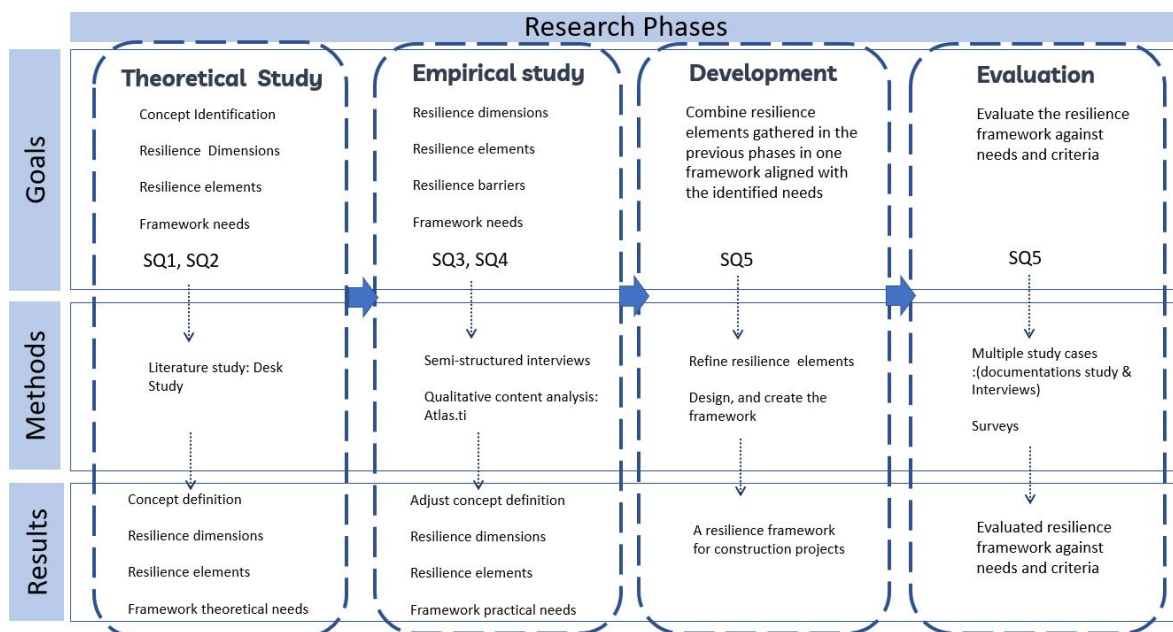 Research Phases
Goals
Theoretical Study
Concept Identification
Resilience Dimensions
Resilience elements
Framework needs
SQ1, SQ2
Empirical study
Resilience dimensions
Resilience elements
Resilience barriers
Framework needs
SQ3, SQ4
Development
Combine resilience
elements gathered in the
previous phases in one
framework aligned with
the identified needs
SQ5
Evaluation
Evaluate the resilience
framework against
needs and criteria
SQ5
Methods
Literature study: Desk
Study
Semi-structured interviews
Qualitative content analysis:
Atlas.ti
Refine resilience elements
Design, and create the
framework
Multiple study cases
:(documentations study &
Interviews)
Surveys
Results
Concept definition
Resilience dimensions
Resilience elements
Framework theoretical needs
Adjust concept definition
Resilience dimensions
Resilience elements
Framework practical needs
A resilience framework
for construction projects
Evaluated resilience
framework against
needs and criteria